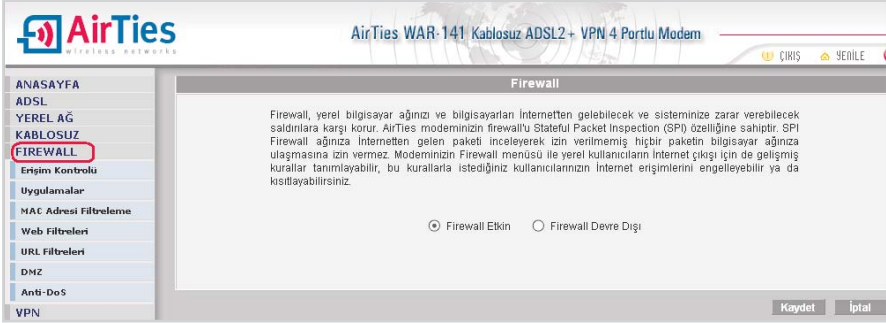 AirTies
wireless networks
AirTies WAR-141 Kablosuz ADSL2+ VPN 4 Portlu Modem
ÇIKIŞ YENİLE
ANASAYFA
ADSL
YEREL AĞ
KABLOSUZ
FIREWALL
Erişim Kontrolü
Uygulamalar
MAC Adresi Filtreleme
Web Filtreleri
URL Filtreleri
DMZ
Anti-DoS
VPN
Firewall
Firewall, yerel bilgisayar ağınızı ve bilgisayarları İnternet'ten gelebilecek ve sisteminize zarar verebilecek
saldırılara karşı korur. AirTies modeminizin firewall'u Stateful Packet Inspection (SPI) özelliğine sahiptir. SPI
Firewall ağınıza İnternetten gelen paketi inceleyerek izin verilmemiş hiçbir paketin bilgisayar ağınıza
ulaşmasına izin vermez. Modeminizin Firewall menüsü ile yerel kullanıcıların İnternet çıkışı için de gelişmiş
kurallar tanımlayabilir, bu kurallarla istediğiniz kullanıcılarınızın İnternet erişimlerini engelleyebilir ya da
kısıtlayabilirsiniz.
Firewall Etkin Firewall Devre Dışı
Kaydet İptal